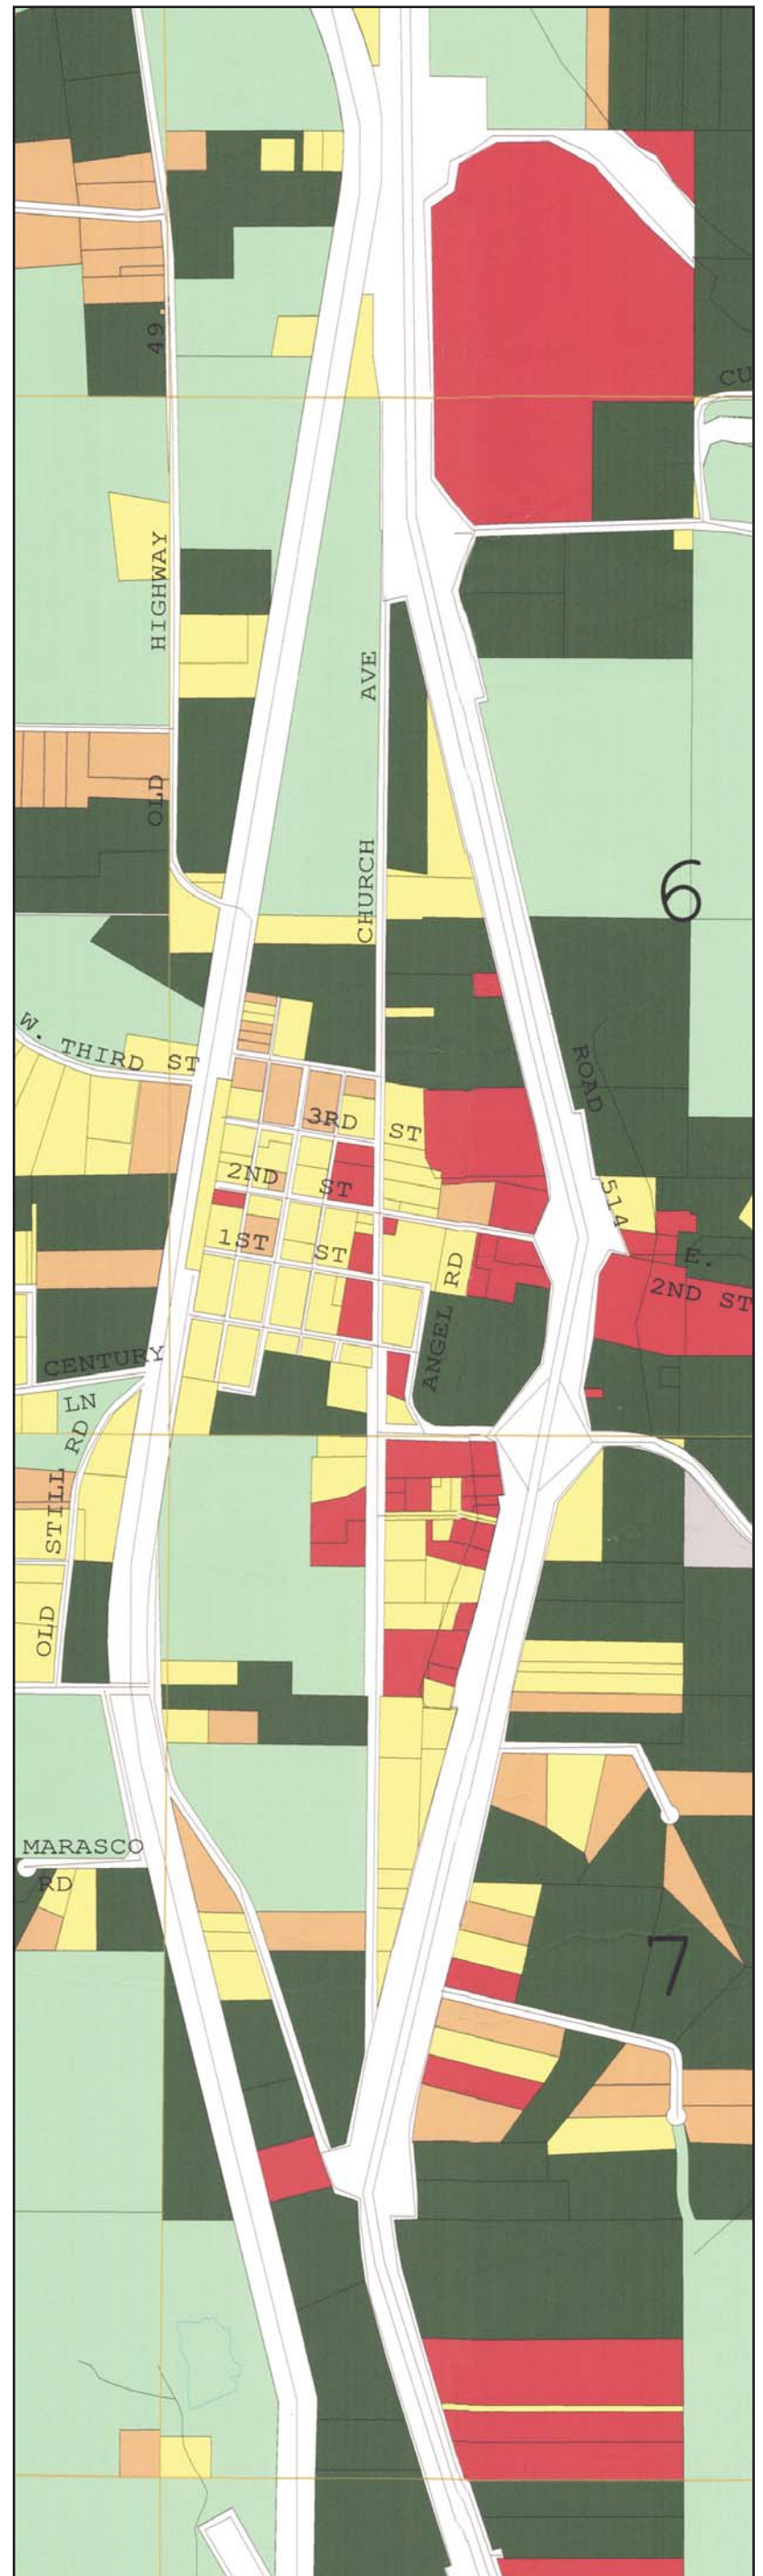 CU
49
HIGHWAY
AVE
OLD
CHURCH
6
W. THIRD ST
ROAD
3RD ST
2ND ST
514
1ST ST
E.
2ND ST
RD
ANGEL
CENTURY
LN
STILL RD
OLD
MARASCO
RD
7